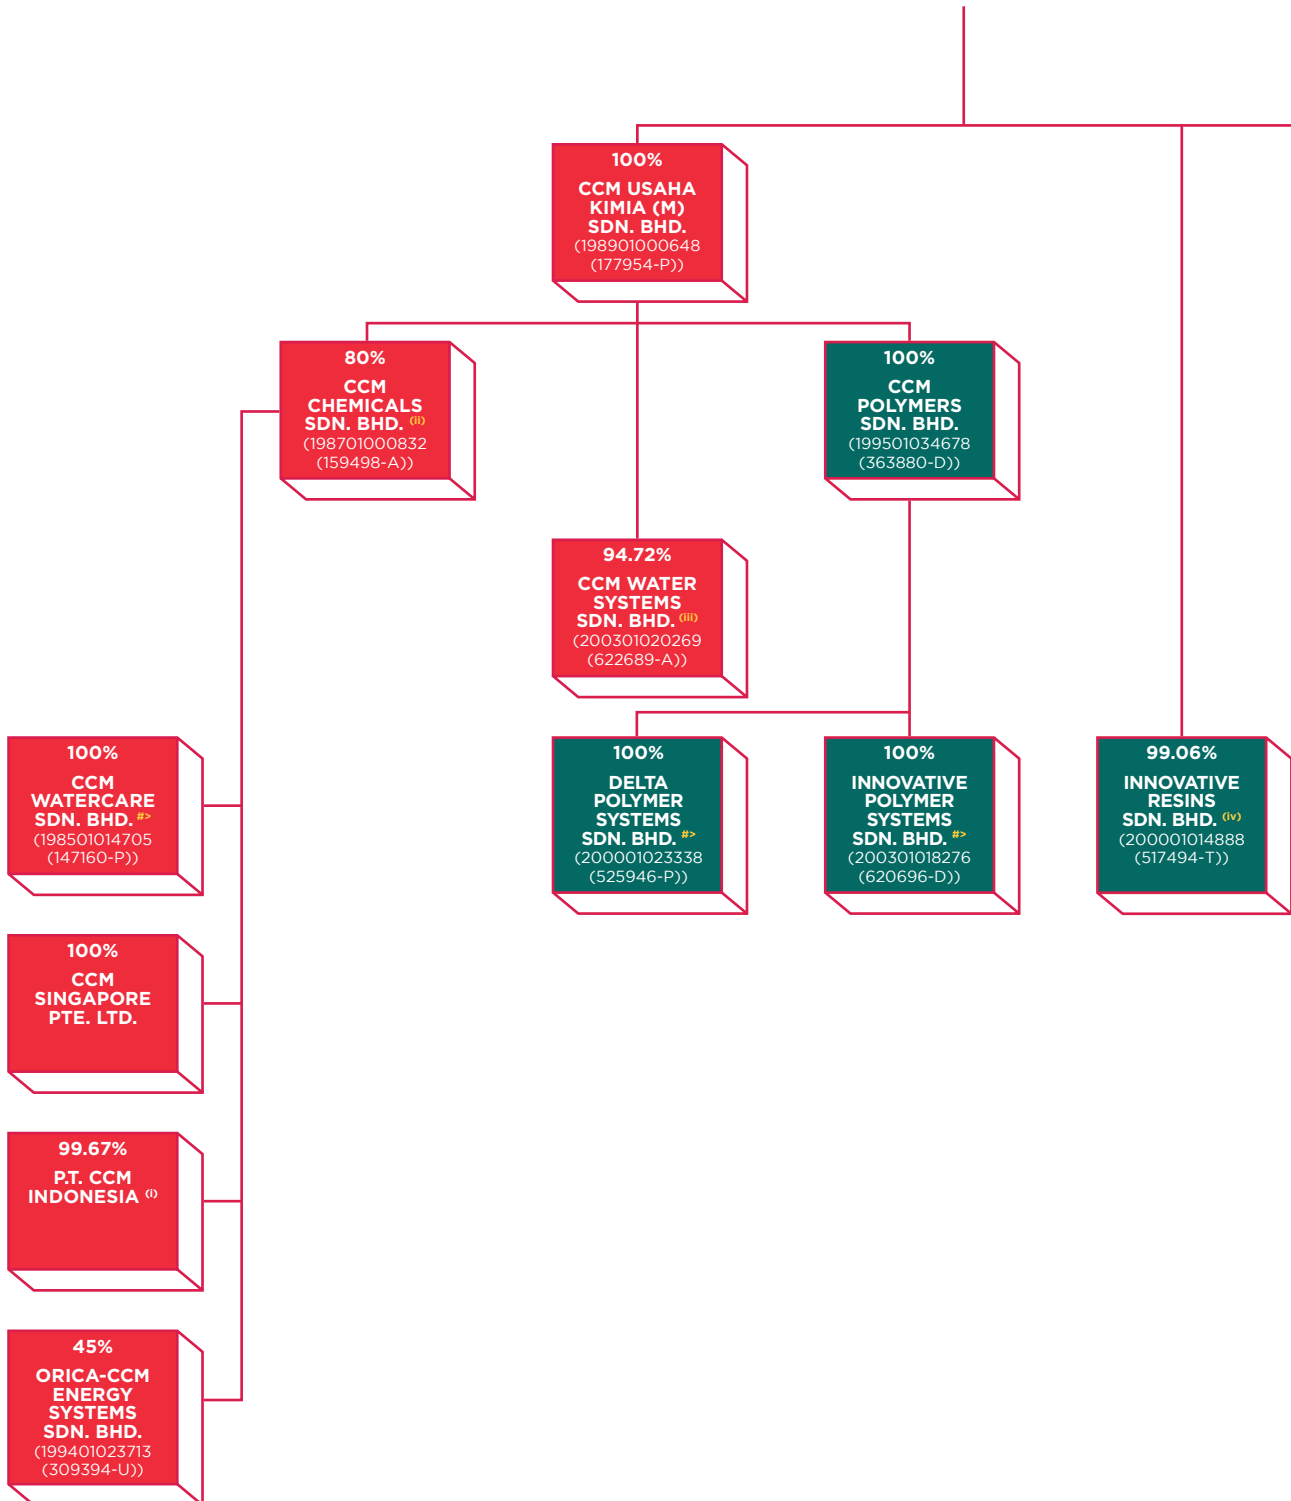 100%
CCM USAHA
KIMIA (M)
SDN. BHD.
(198901000648
(177954-P))
80%
CCM
CHEMICALS
SDN. BHD. (ii)
(198701000832
(159498-A))
100%
CCM
POLYMERS
SDN. BHD.
(199501034678
(363880-D))
94.72%
CCM WATER
SYSTEMS
SDN. BHD. (iii)
(200301020269
(622689-A))
100%
CCM
WATERCARE
SDN. BHD. #>
(198501014705
(147160-P))
100%
DELTA
POLYMER
SYSTEMS
SDN. BHD. #>
(200001023338
(525946-P))
100%
INNOVATIVE
POLYMER
SYSTEMS
SDN. BHD. #>
(200301018276
(620696-D))
99.06%
INNOVATIVE
RESINS
SDN. BHD. (iv)
(200001014888
(517494-T))
100%
CCM
SINGAPORE
PTE. LTD.
99.67%
P.T. CCM
INDONESIA (i)
45%
ORICA-CCM
ENERGY
SYSTEMS
SDN. BHD.
(199401023713
(309394-U))